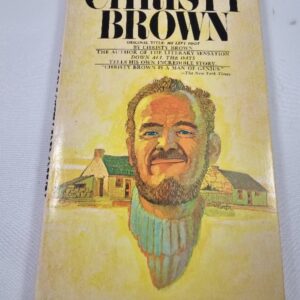 CHRISTY
BROWN
ORIGINAL TITLE: MY LEFT FOOT
BY CHRISTY BROWN
THE AUTHOR OF THE LITERARY SENSATION
DOWN ALL THE DAYS
TELLS HIS OWN INCREDIBLE STORY
"CHRISTY BROWN IS A MAN OF GENIUS"
—The New York Times